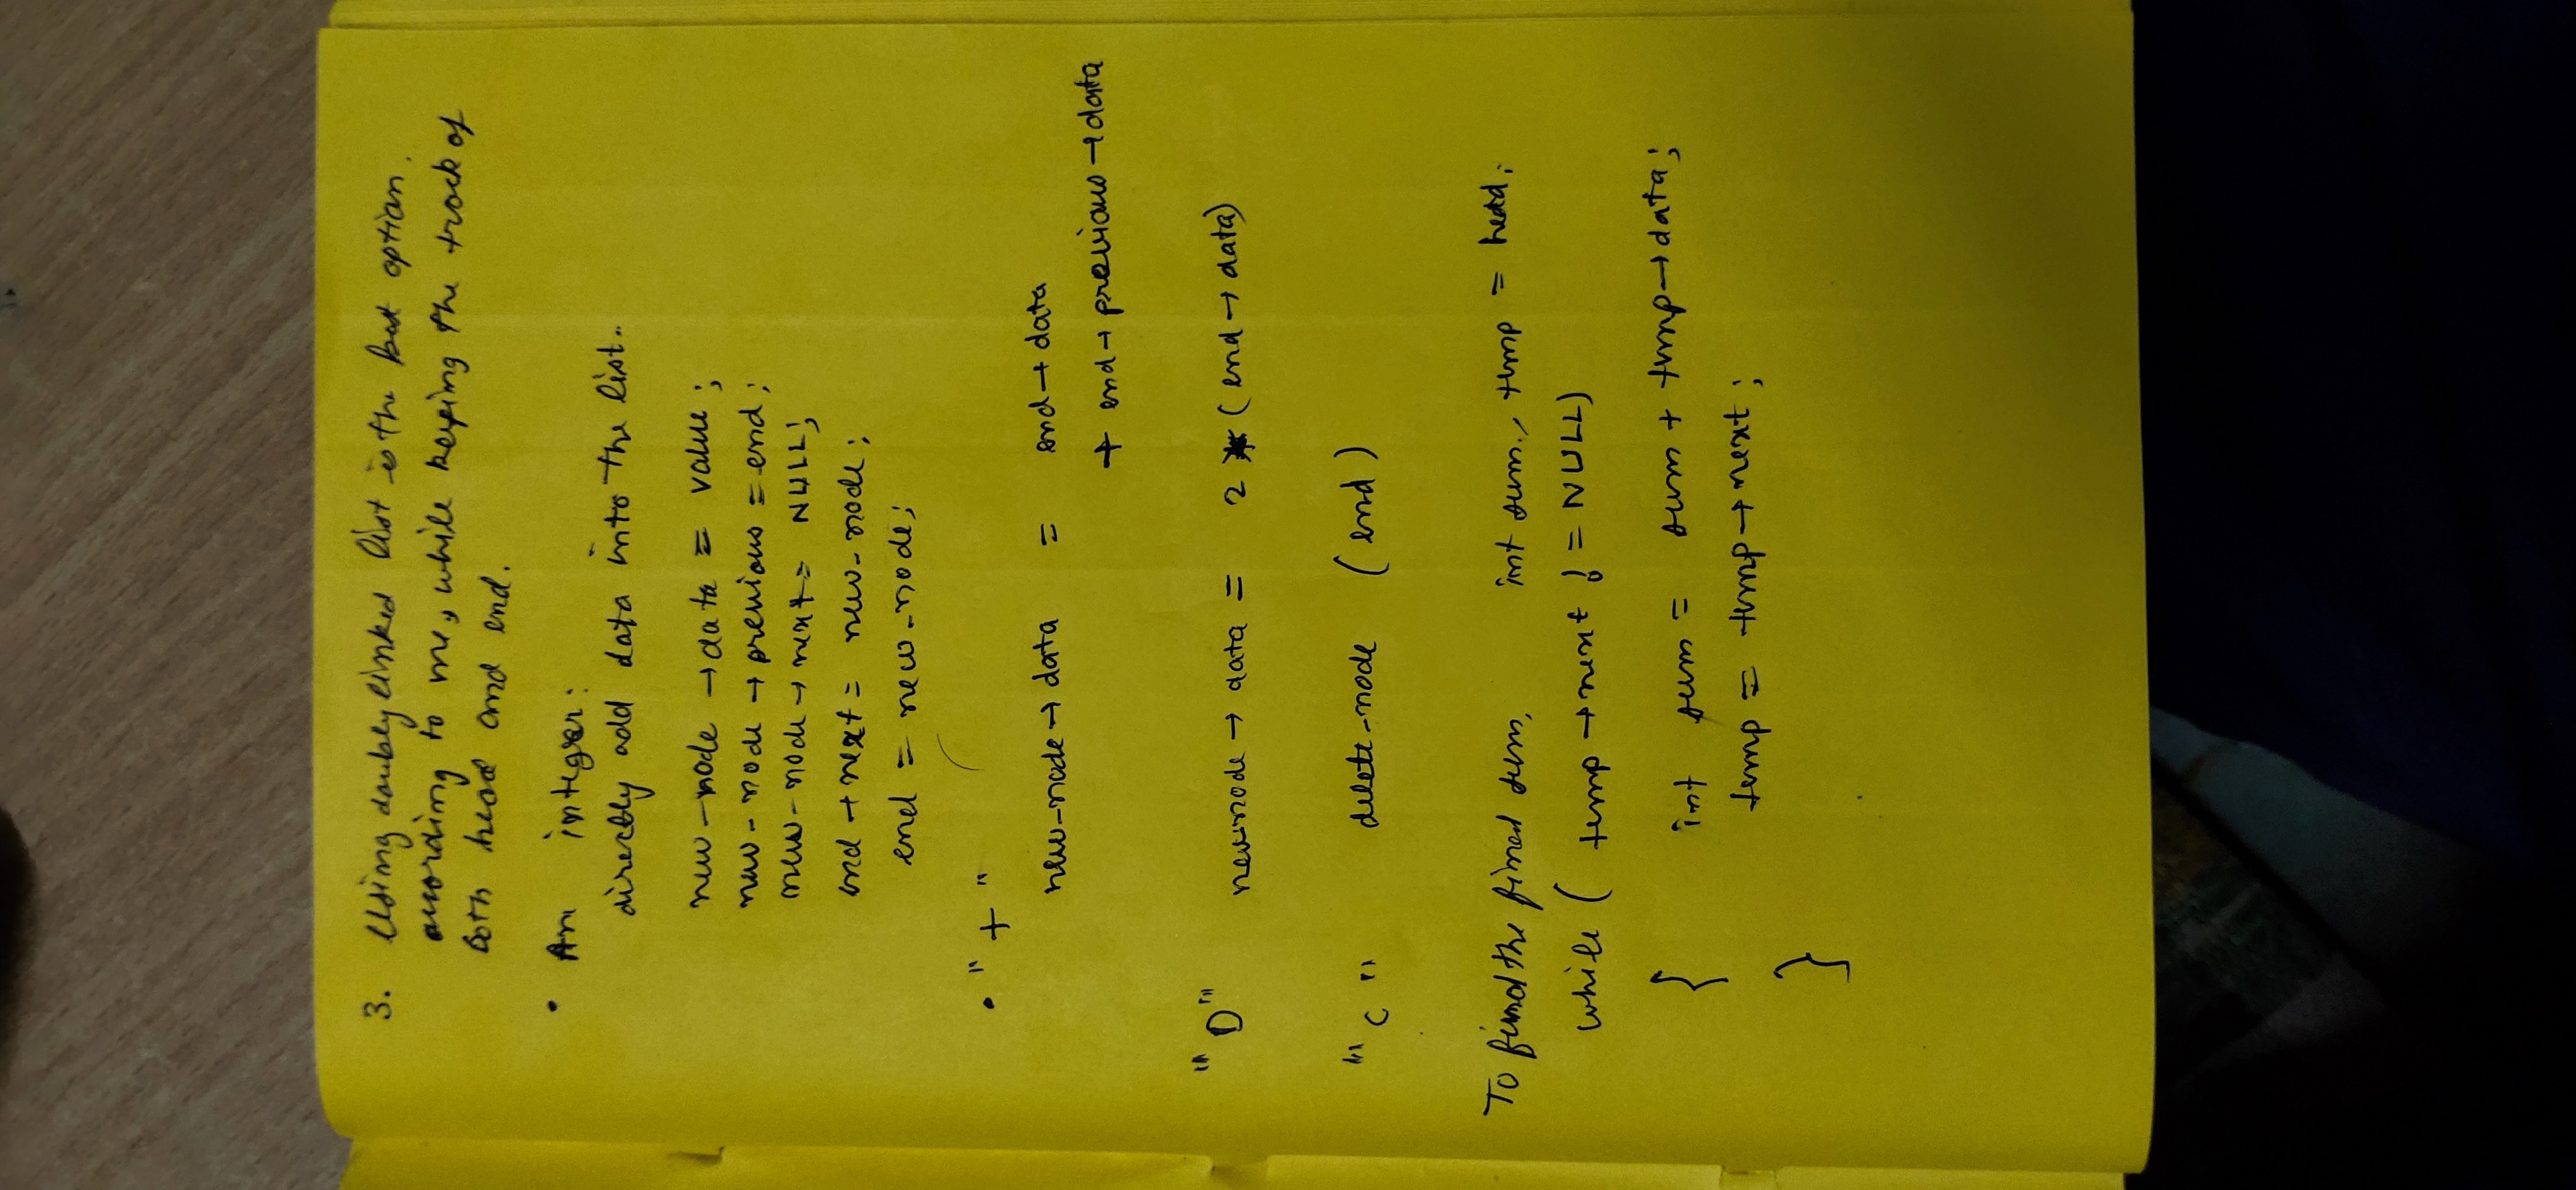 3. Using doubly linked list is the best option.
according to me, while keeping the track of
both head and end.
• An integer:
directly add data into the list..
new-node → data = value;
new-node → previous = end;
new-node → next = NULL;
end → next = new-node;
end = new-node;
• "+"
new-node → data = end → data
+ end → previous → data
"D" newnode → data = 2 * (end → data)
"C" delete-node (end)
To find the final sum, int sum., temp = head;
while ( temp → next != NULL)
{ int sum = sum + temp → data;
temp = temp → next;
}